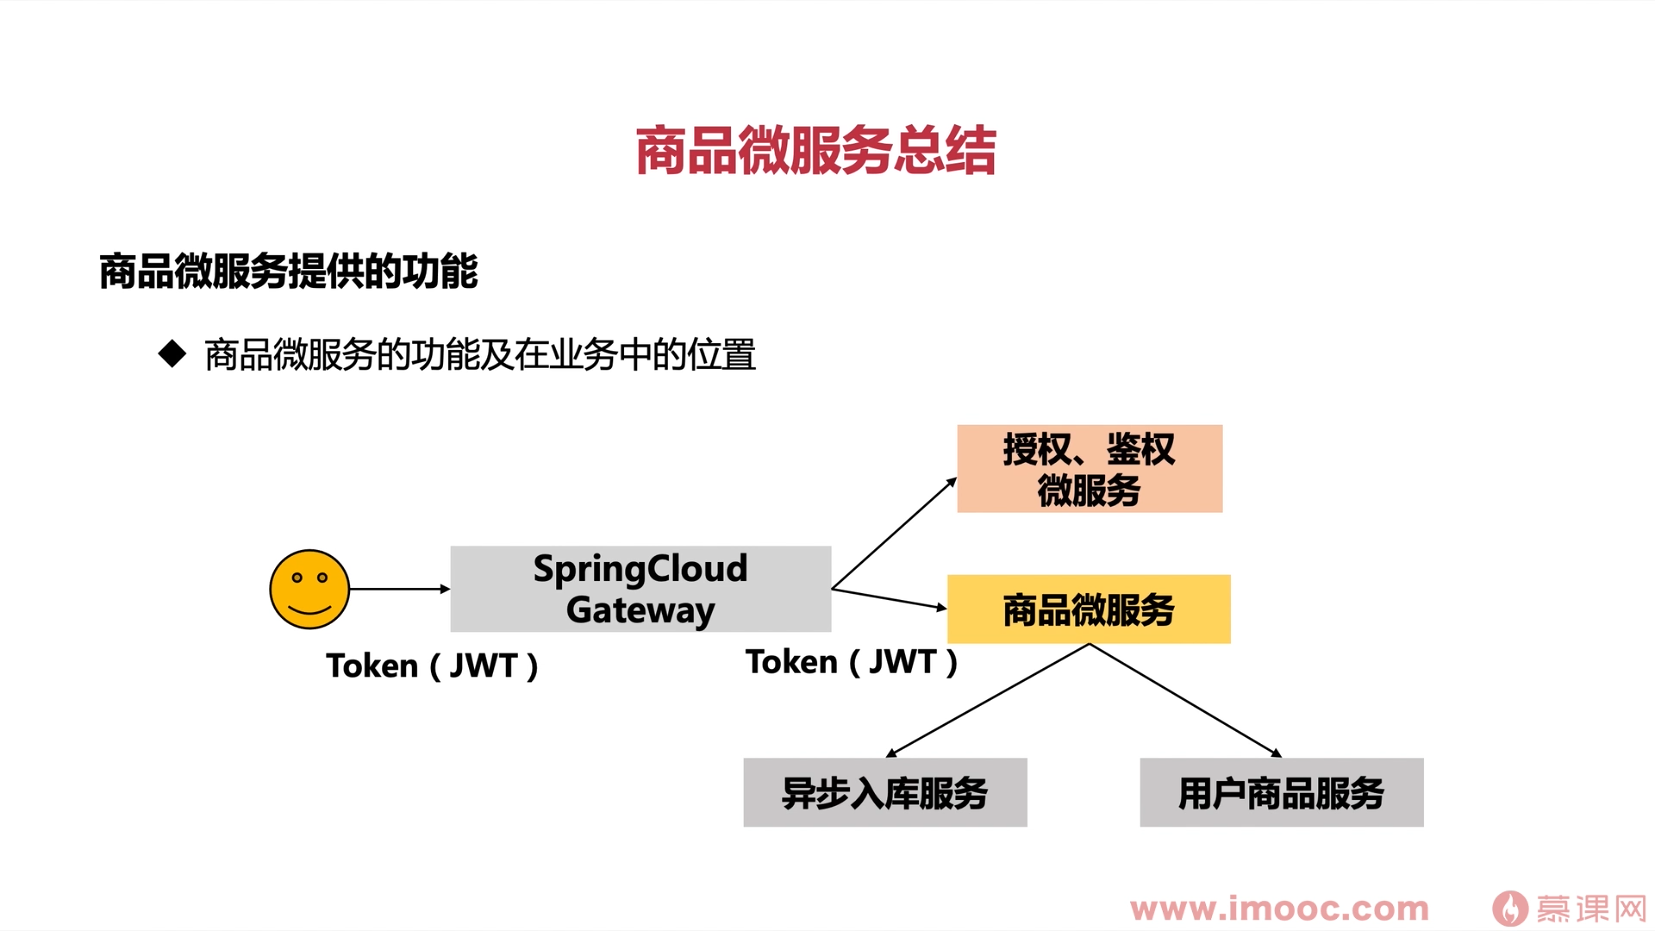 商品微服务总结
商品微服务提供的功能
◆ 商品微服务的功能及在业务中的位置
授权、鉴权
微服务
SpringCloud
Gateway
商品微服务
Token（JWT）
Token（JWT）
异步入库服务
用户商品服务
www.imooc.com
慕课网